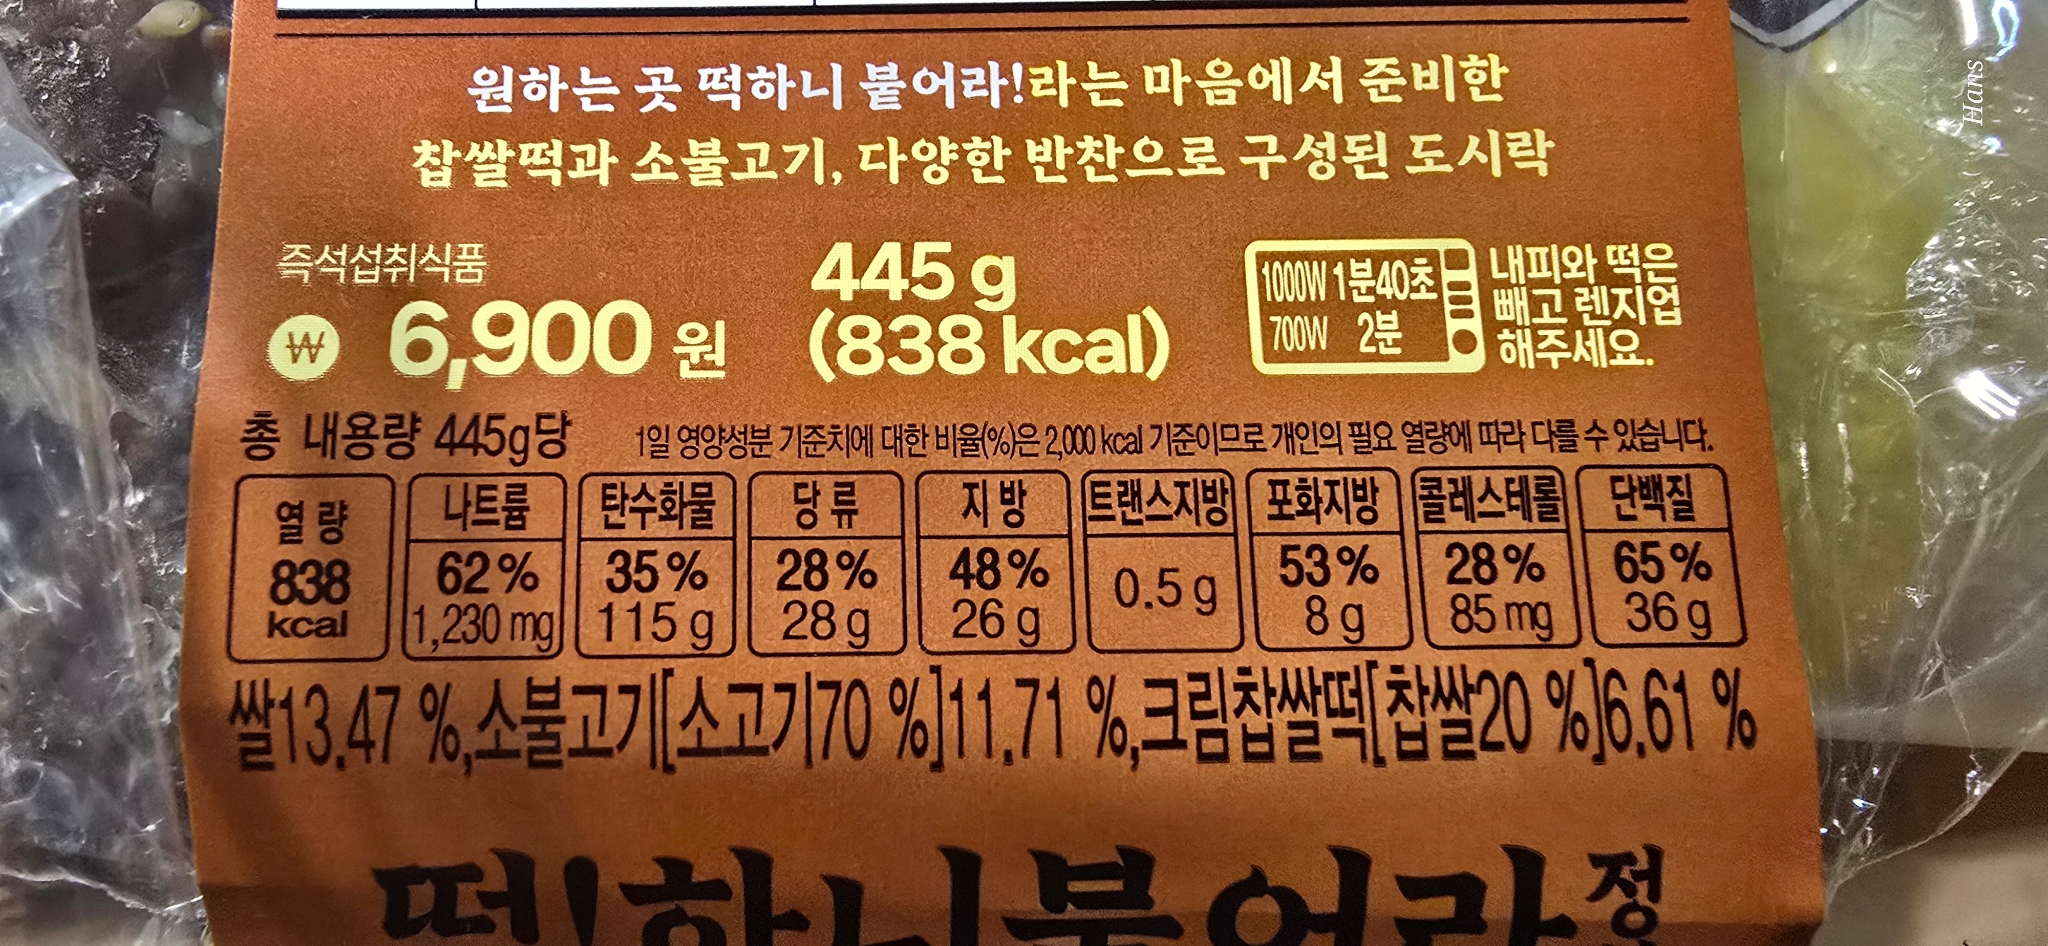 원하는 곳 떡하니 붙어라!라는 마음에서 준비한
찹쌀떡과 소불고기, 다양한 반찬으로 구성된 도시락
즉석섭취식품
₩ 6,900 원
445 g
(838 kcal)
1000W 1분40초
700W 2분
내피와 떡은
빼고 렌지업
해주세요.
총 내용량 445g당
1일 영양성분 기준치에 대한 비율(%)은 2,000 kcal 기준이므로 개인의 필요 열량에 따라 다를 수 있습니다.
열량 838 kcal
나트륨 62% 1,230 mg
탄수화물 35% 115 g
당류 28% 28 g
지방 48% 26 g
트랜스지방 0.5 g
포화지방 53% 8 g
콜레스테롤 28% 85 mg
단백질 65% 36 g
쌀13.47 %,소불고기[소고기70 %]11.71 %,크림찹쌀떡[찹쌀20 %]6.61 %
떡!하니붙어라 정
Hans